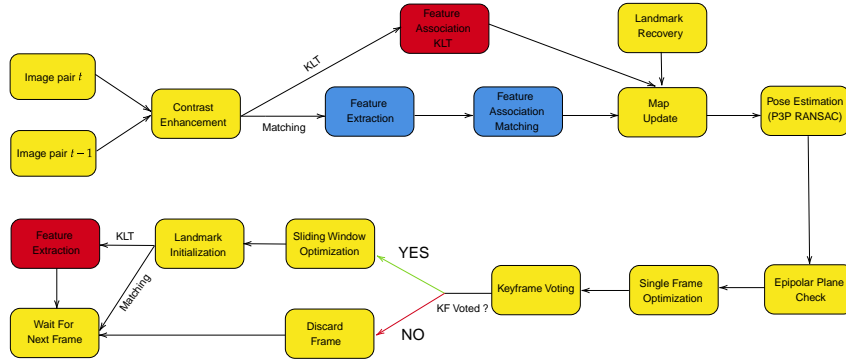 Feature
Association
KLT
Landmark
Recovery
Image pair t
KLT
Contrast
Enhancement
Matching
Feature
Extraction
Feature
Association
Matching
Map
Update
Pose Estimation
(P3P RANSAC)
Image pair t − 1
Feature
Extraction
KLT
Landmark
Initialization
Sliding Window
Optimization
YES
Matching
Keyframe Voting
KF Voted ?
Single Frame
Optimization
Epipolar Plane
Check
Wait For
Next Frame
Discard
Frame
NO